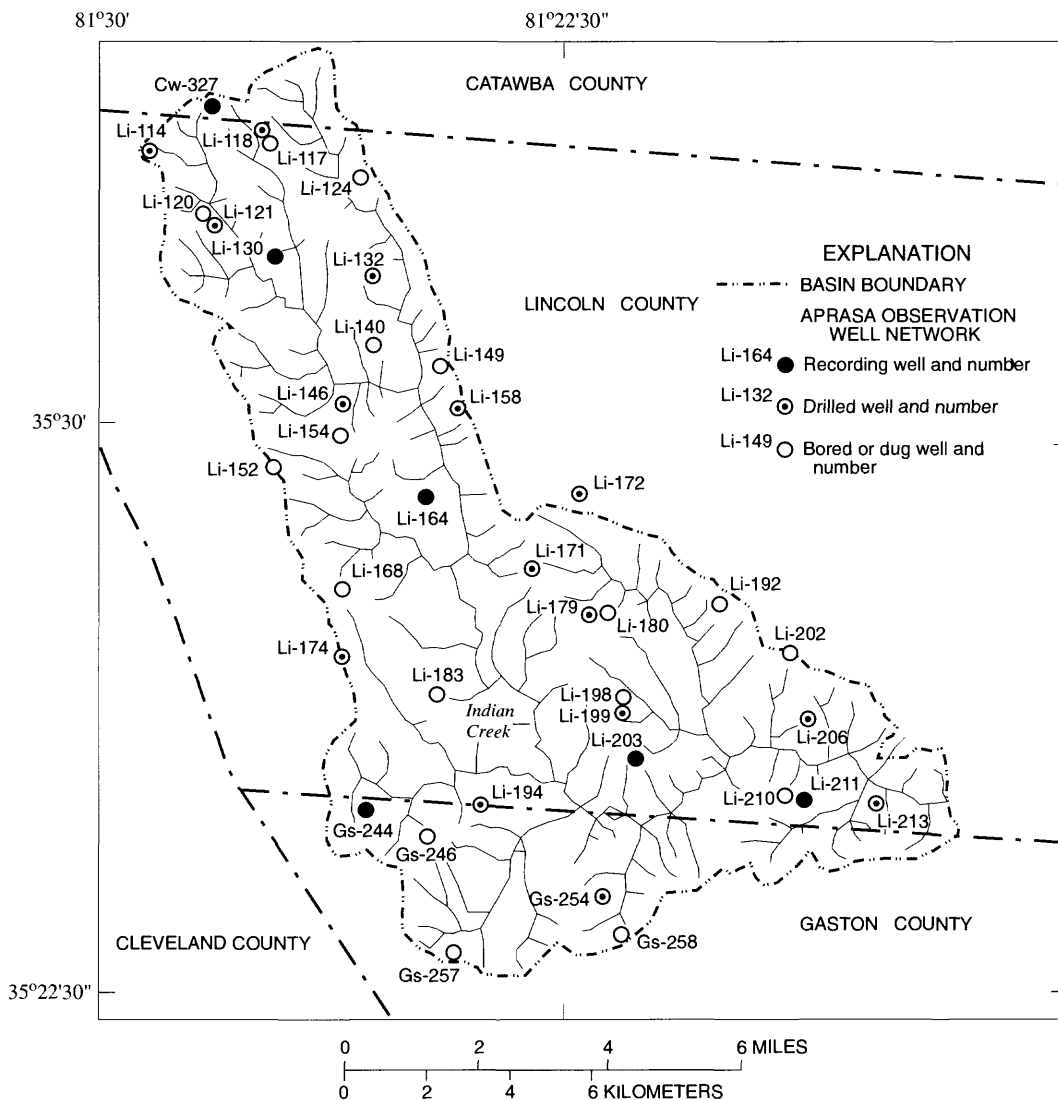 81°30'
81°22'30"
CATAWBA COUNTY
Cw-327
Li-114
Li-118
Li-117
Li-124
Li-120
Li-121
Li-130
Li-132
EXPLANATION
BASIN BOUNDARY
LINCOLN COUNTY
APRASA OBSERVATION
WELL NETWORK
Li-140
Li-149
Li-164
Recording well and number
Li-146
Li-158
Li-132
Drilled well and number
35°30'
Li-154
Li-149
Bored or dug well and
number
Li-152
Li-172
Li-164
Li-171
Li-168
Li-192
Li-179
Li-180
Li-202
Li-174
Li-183
Li-198
Indian
Creek
Li-199
Li-206
Li-203
Li-194
Li-210
Li-211
Li-213
Gs-244
Gs-246
Gs-254
GASTON COUNTY
CLEVELAND COUNTY
Gs-258
Gs-257
35°22'30"
0 2 4 6 MILES
0 2 4 6 KILOMETERS